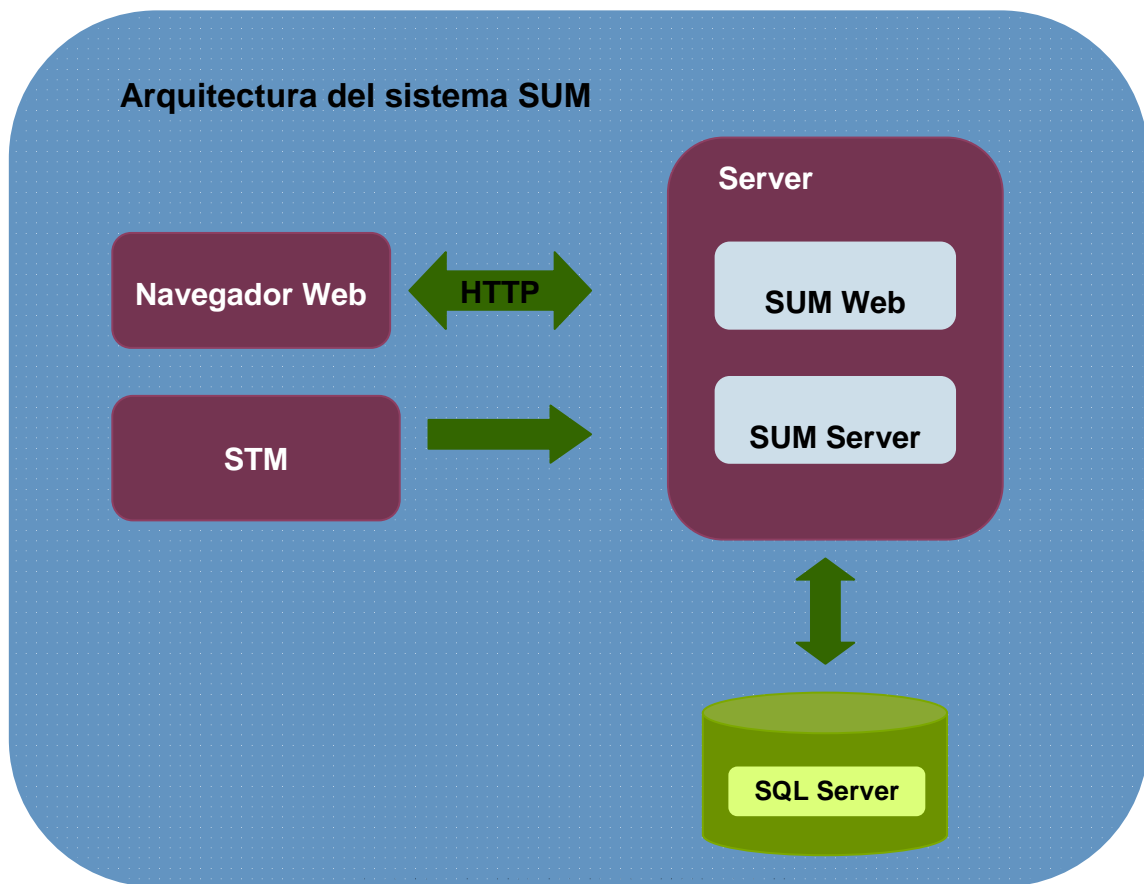 Arquitectura del sistema SUM
Server
Navegador Web
HTTP
SUM Web
STM
SUM Server
SQL Server